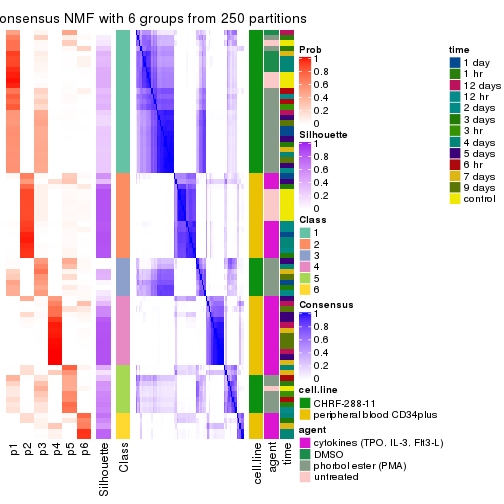 onsensus NMF with 6 groups from 250 partitions
Prob
1
0.8
0.6
0.4
0.2
0
Silhouette
1
0.8
0.6
0.4
0.2
0
Class
1
2
3
4
5
6
Consensus
1
0.8
0.6
0.4
0.2
0
cell.line
CHRF-288-11
peripheral blood CD34plus
agent
cytokines (TPO, IL-3, Flt3-L)
DMSO
phorbol ester (PMA)
untreated
time
1 day
1 hr
12 days
12 hr
2 days
3 days
3 hr
4 days
5 days
6 hr
7 days
9 days
control
p1
p2
p3
p4
p5
p6
Silhouette
Class
cell.line
agent
time